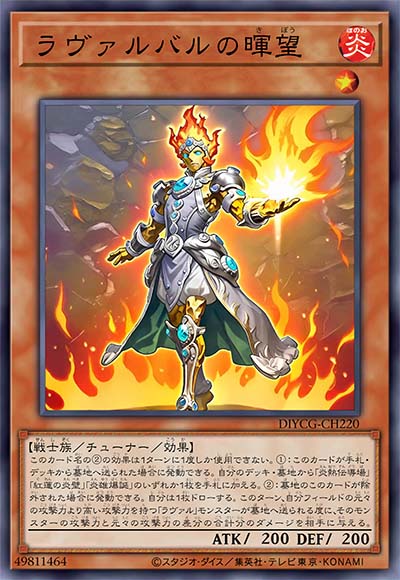 きぼう
ラヴァルバルの暉望
ほのお
炎
DIYCG-CH220
【戦士族／チューナー／効果】
このカード名の②の効果は1ターンに1度しか使用できない。①：このカードが手札・
デッキから墓地へ送られた場合に発動できる。自分のデッキ・墓地から「炎熱伝導場」
「紅蓮の炎壁」「炎雄爆誕」のいずれか1枚を手札に加える。②：墓地のこのカードが除
外された場合に発動できる。自分は1枚ドローする。このターン、自分フィールドの元々
の攻撃力より高い攻撃力を持つ「ラヴァル」モンスターが墓地へ送られる度に、そのモンス
ターの攻撃力と元々の攻撃力の差分の合計分のダメージを相手に与える。
ATK/ 200 DEF/ 200
49811464
©スタジオ・ダイス／集英社・テレビ東京・KONAMI